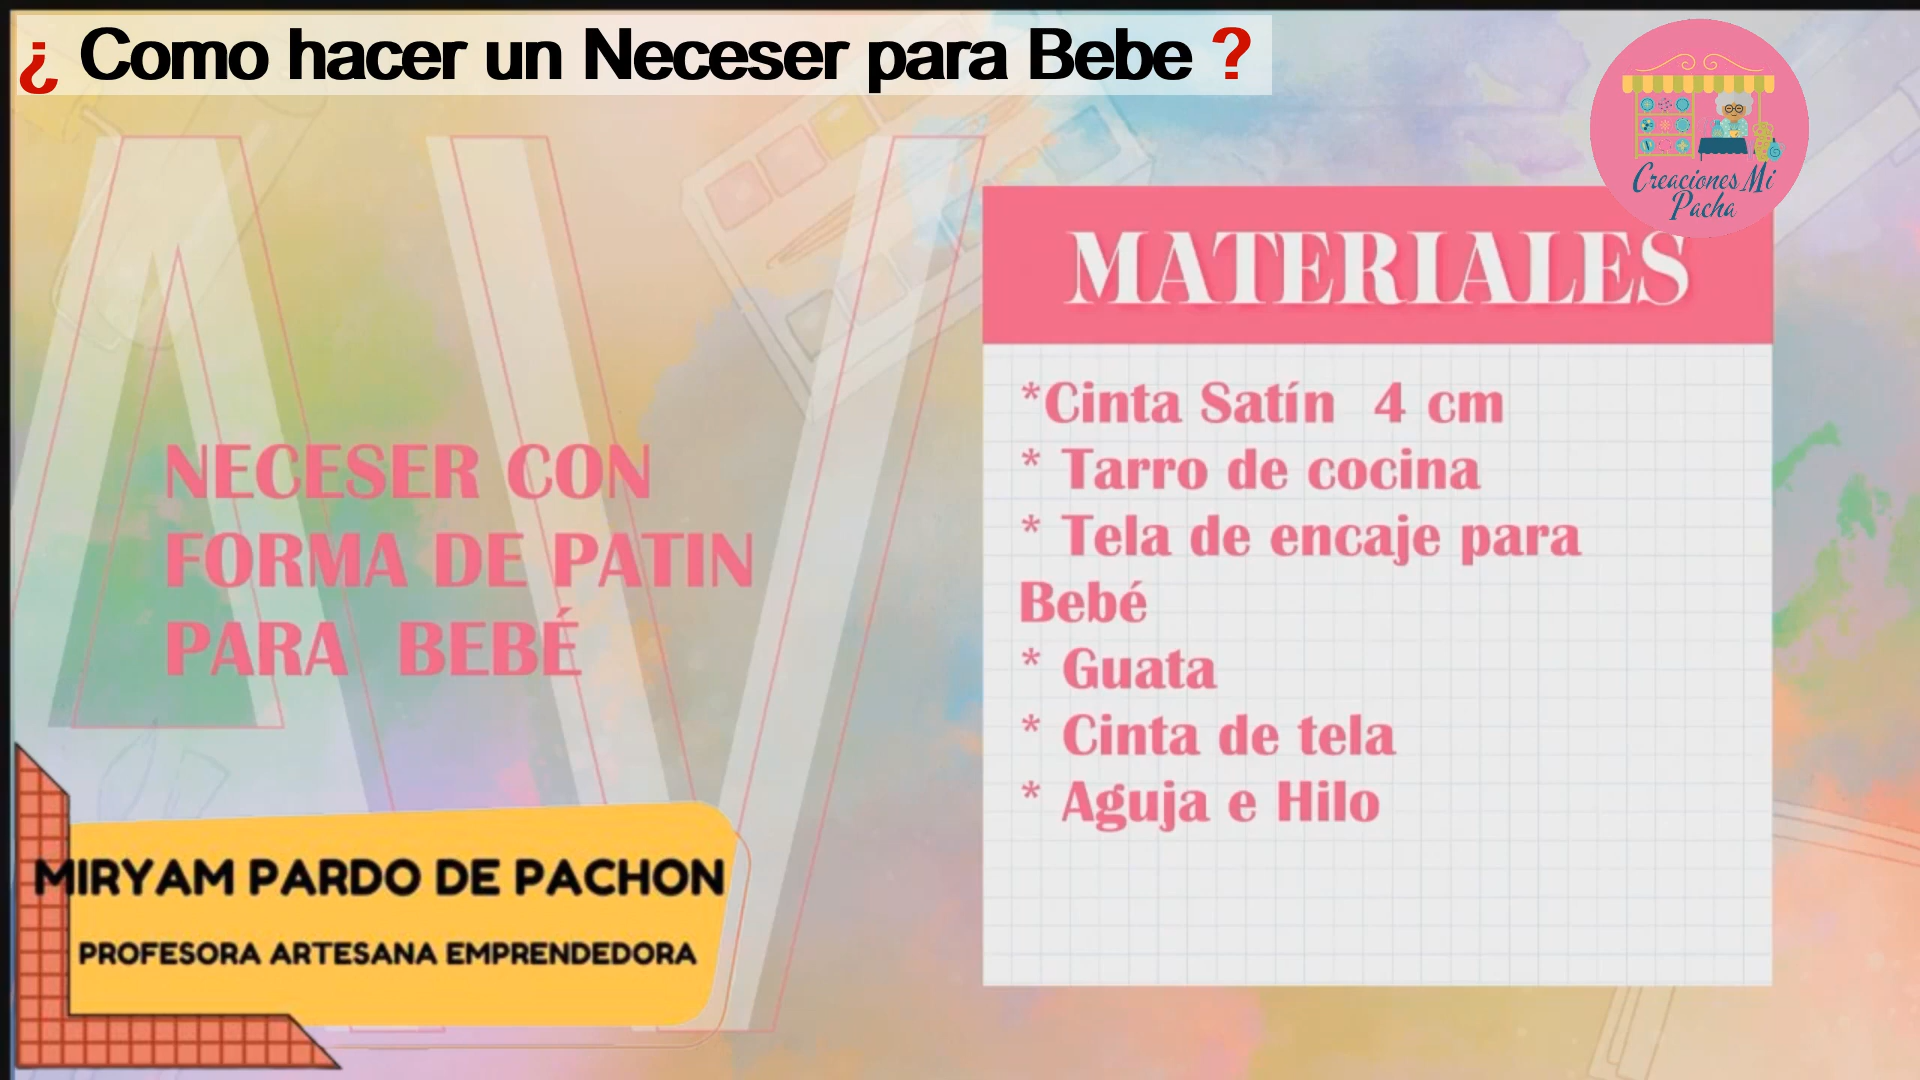 ¿ Como hacer un Neceser para Bebe ?
Creaciones Mi
Pacha
MATERIALES
*Cinta Satín 4 cm
* Tarro de cocina
* Tela de encaje para
Bebé
* Guata
* Cinta de tela
* Aguja e Hilo
NECESER CON
FORMA DE PATIN
PARA BEBÉ
MIRYAM PARDO DE PACHON
PROFESORA ARTESANA EMPRENDEDORA